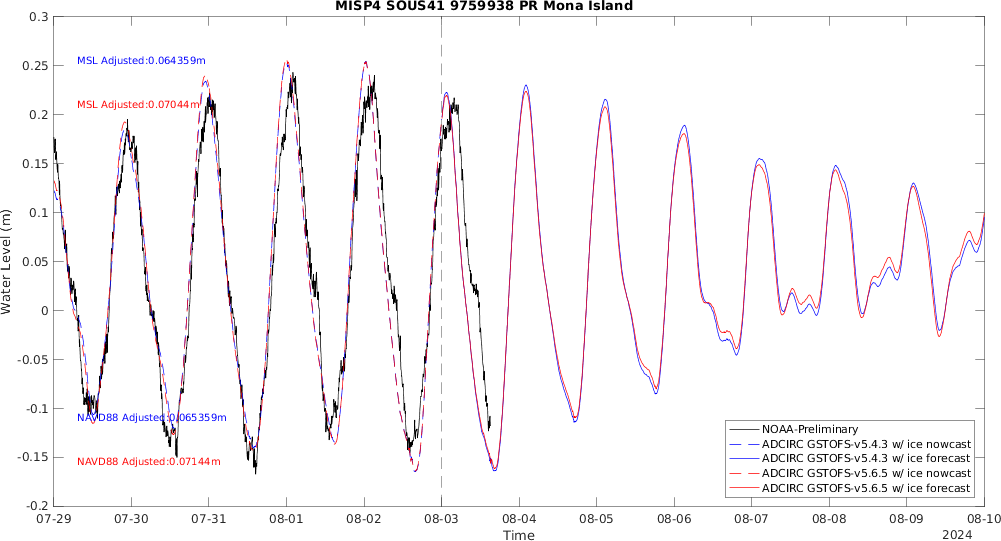 MISP4 SOUS41 9759938 PR Mona Island
0.3
0.25
0.2
0.15
0.1
0.05
0
-0.05
-0.1
-0.15
-0.2
Water Level (m)
MSL Adjusted:0.064359m
MSL Adjusted:0.07044m
NAVD88 Adjusted:0.065359m
NAVD88 Adjusted:0.07144m
NOAA-Preliminary
ADCIRC GSTOFS-v5.4.3 w/ ice nowcast
ADCIRC GSTOFS-v5.4.3 w/ ice forecast
ADCIRC GSTOFS-v5.6.5 w/ ice nowcast
ADCIRC GSTOFS-v5.6.5 w/ ice forecast
07-29 07-30 07-31 08-01 08-02 08-03 08-04 08-05 08-06 08-07 08-08 08-09 08-10
Time
2024